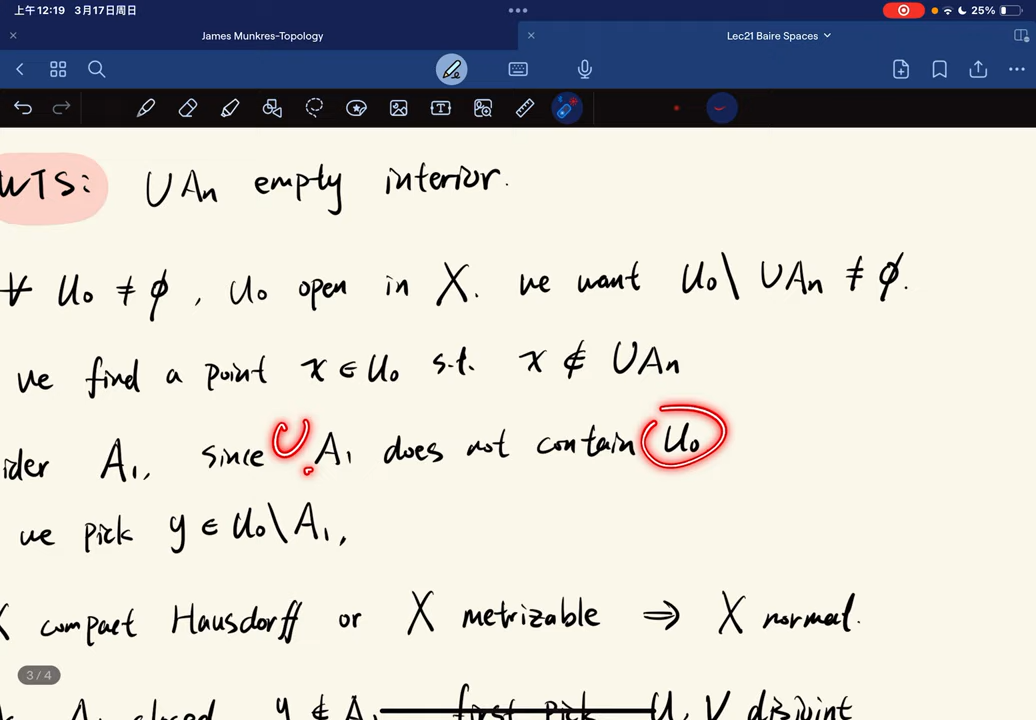 上午12:19 3月17日周日
25%
James Munkres-Topology
Lec21 Baire Spaces
WTS: ∪An empty interior.
∀ U₀ ≠ ∅, U₀ open in X. we want U₀\ ∪An ≠ ∅.
we find a point x ∈ U₀ s.t. x ∉ ∪An
ider A₁, since A₁ does not contain U₀
we pick y ∈ U₀\A₁,
X compact Hausdorff or X metrizable ⇒ X normal.
3 / 4
A₁ closed y ∉ A₁ first pick U, V disjoint